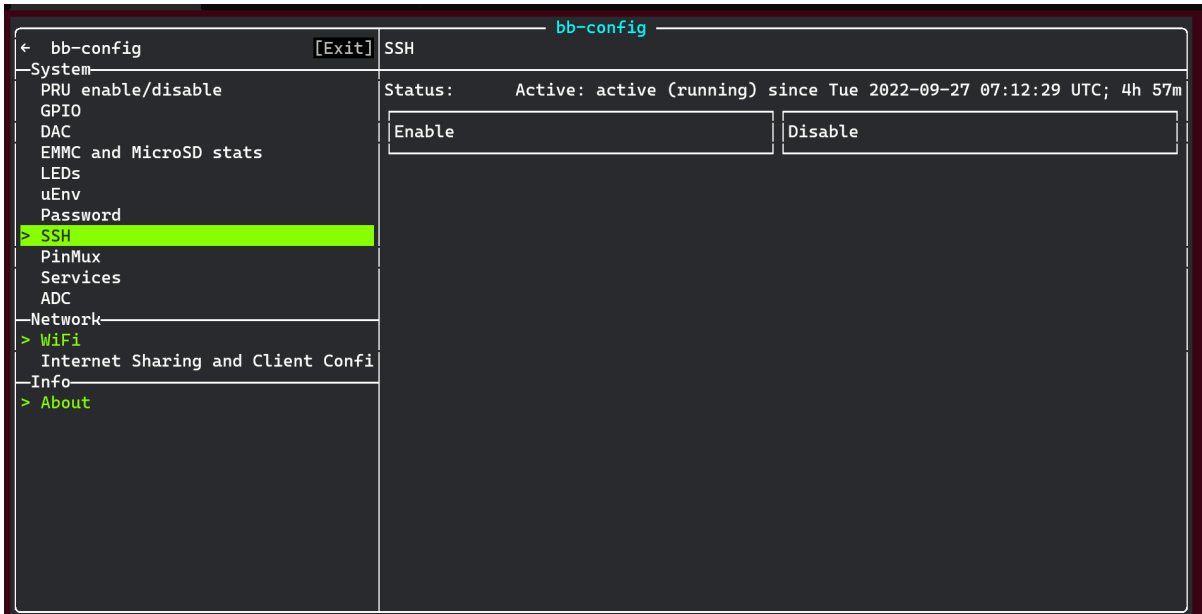 bb-config
← bb-config [Exit]
System
PRU enable/disable
GPIO
DAC
EMMC and MicroSD stats
LEDs
uEnv
Password
> SSH
PinMux
Services
ADC
Network
> WiFi
Internet Sharing and Client Confi
Info
> About
SSH
Status: Active: active (running) since Tue 2022-09-27 07:12:29 UTC; 4h 57m
Enable
Disable